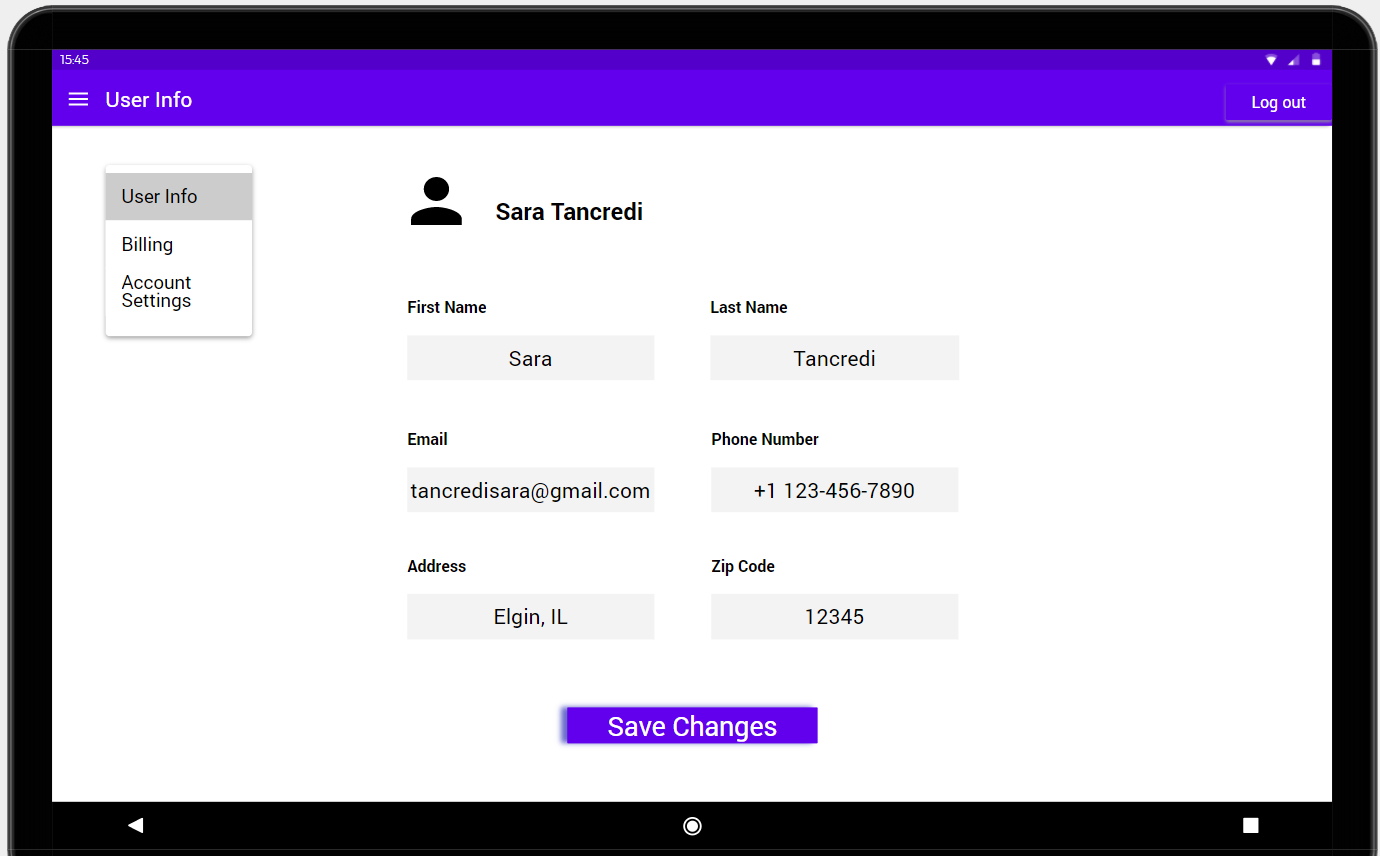 15:45
User Info
Log out
User Info
Billing
Account
Settings
Sara Tancredi
First Name
Last Name
Sara
Tancredi
Email
Phone Number
tancredisara@gmail.com
+1 123-456-7890
Address
Zip Code
Elgin, IL
12345
Save Changes